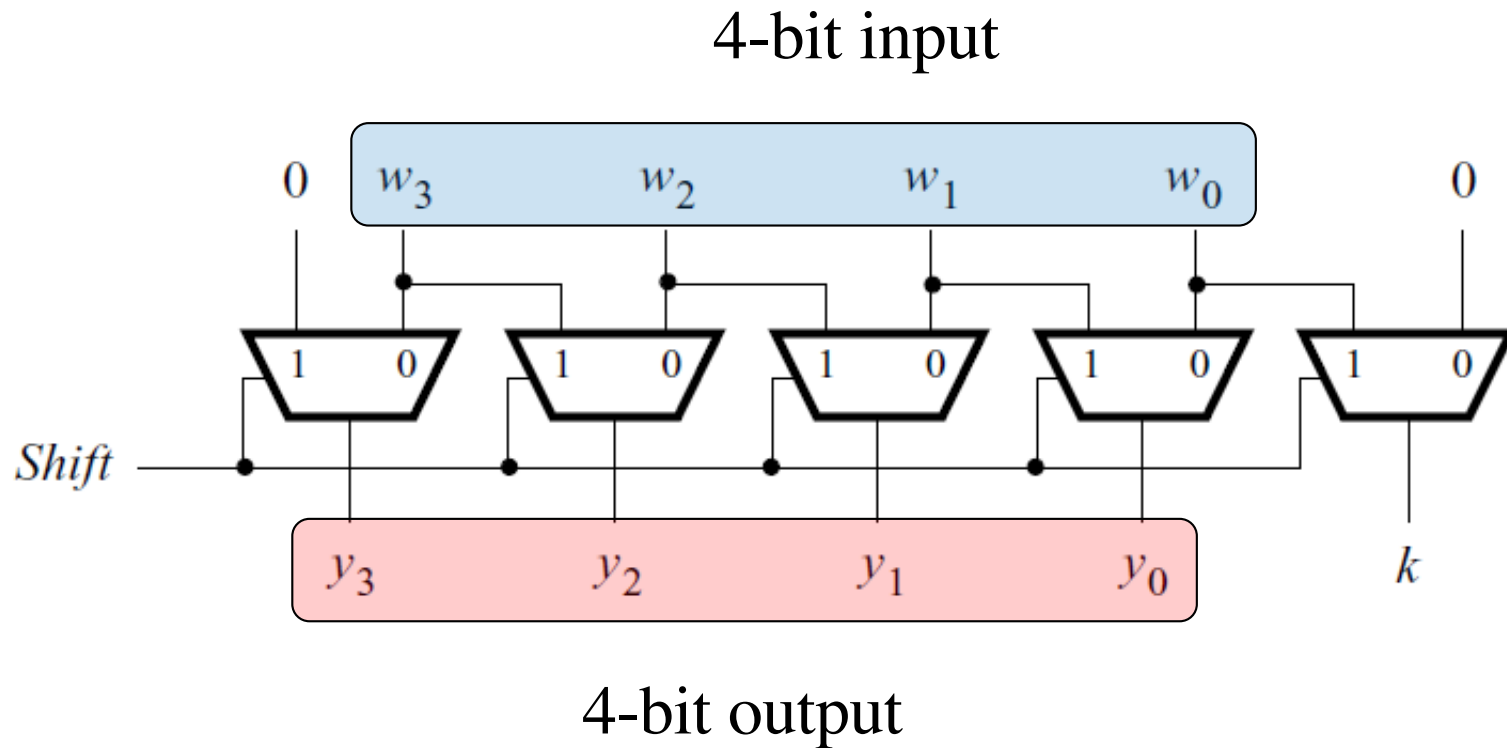 4-bit input
0 w₃ w₂ w₁ w₀ 0
1 0 1 0 1 0 1 0 1 0
Shift
y₃ y₂ y₁ y₀ k
4-bit output